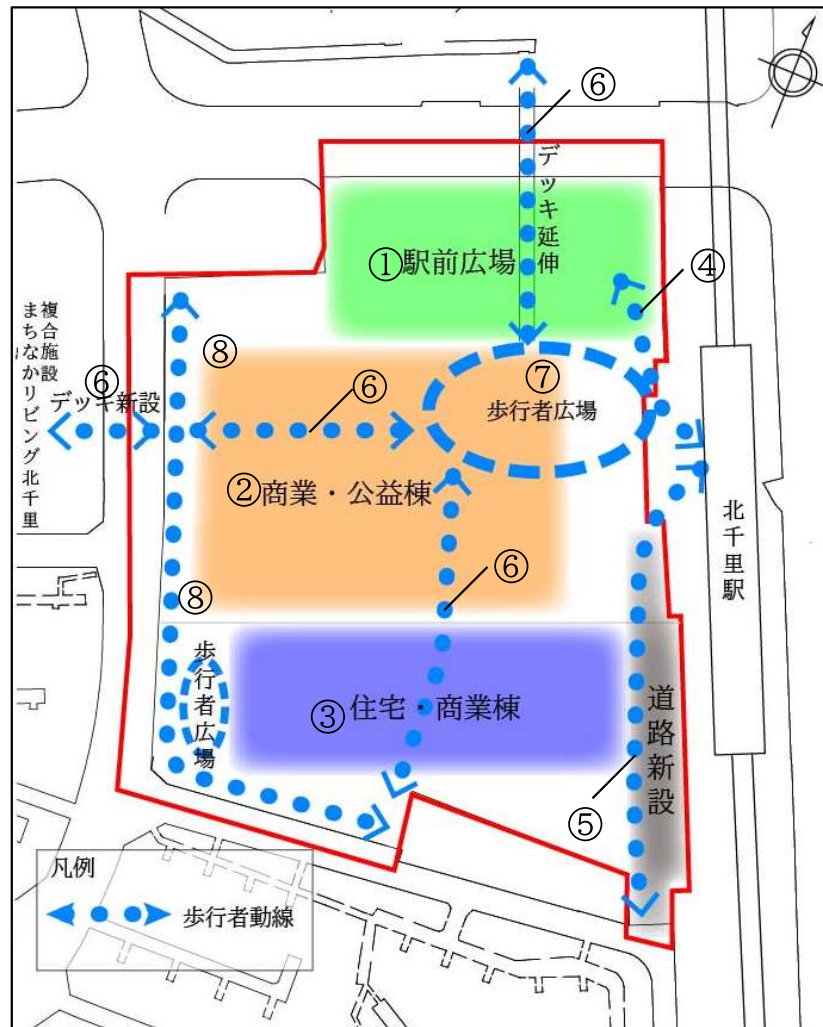 ⑥
デッキ延伸
①駅前広場
④
複合施設
まちなかリビング北千里
⑧
⑥
デッキ新設
⑥
⑦
歩行者広場
②商業・公益棟
北千里駅
⑥
⑧
歩行者広場
③住宅・商業棟
道路新設
⑤
凡例
歩行者動線